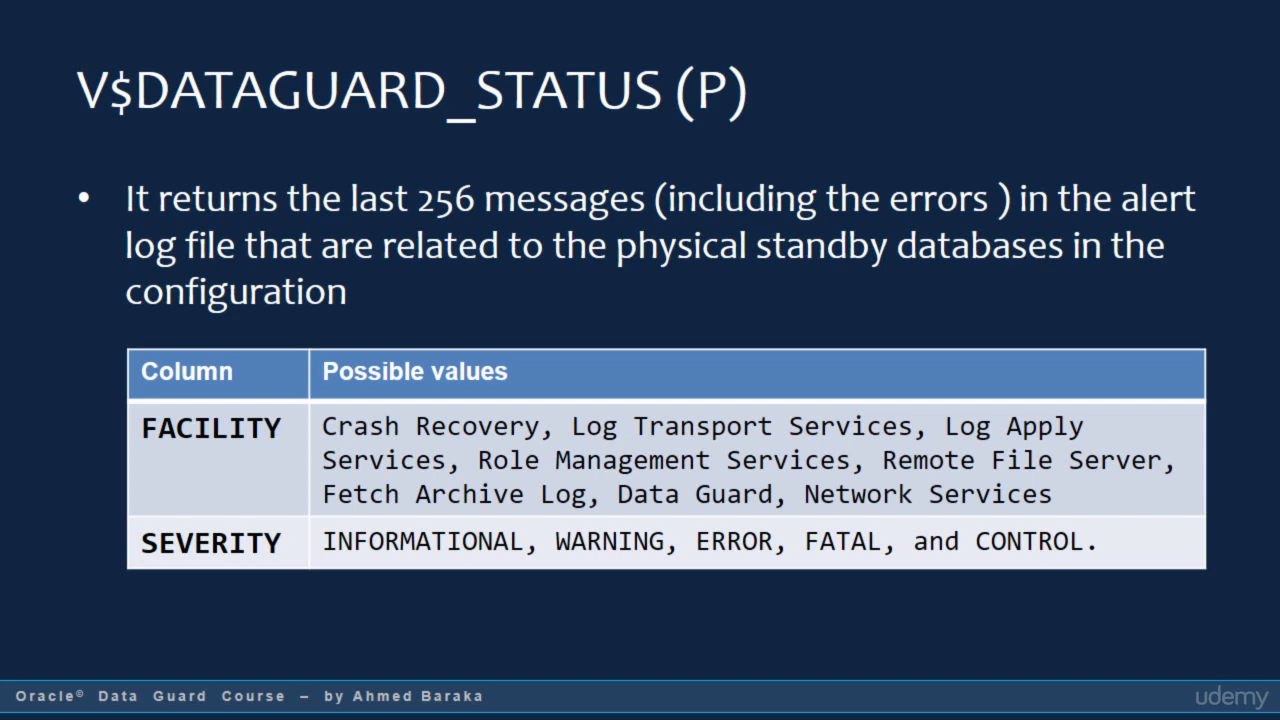 V$DATAGUARD_STATUS (P)
• It returns the last 256 messages (including the errors ) in the alert
log file that are related to the physical standby databases in the
configuration
Column Possible values
FACILITY Crash Recovery, Log Transport Services, Log Apply
Services, Role Management Services, Remote File Server,
Fetch Archive Log, Data Guard, Network Services
SEVERITY INFORMATIONAL, WARNING, ERROR, FATAL, and CONTROL.
Oracle© Data Guard Course – by Ahmed Baraka
udemy